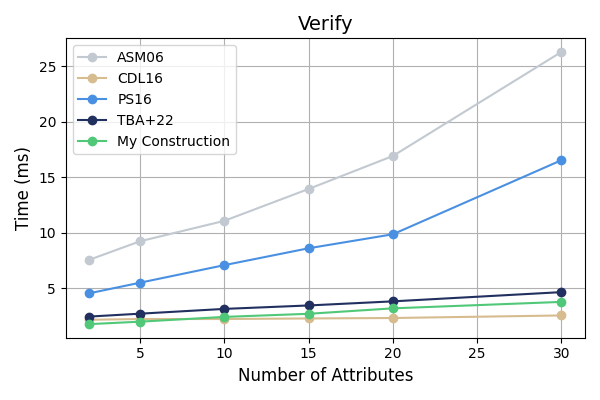 Verify
ASM06
CDL16
PS16
TBA+22
My Construction
Time (ms)
25
20
15
10
5
5 10 15 20 25 30
Number of Attributes